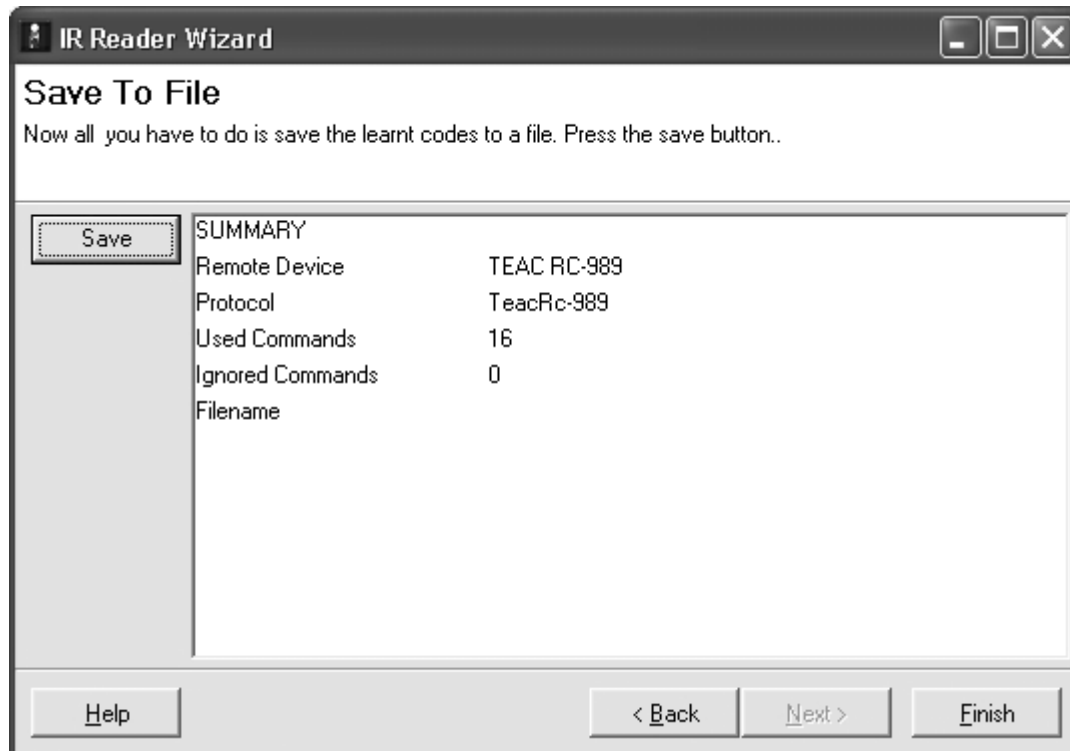 IR Reader Wizard
Save To File
Now all you have to do is save the learnt codes to a file. Press the save button..
Save
SUMMARY
Remote Device TEAC RC-989
Protocol TeacRc-989
Used Commands 16
Ignored Commands 0
Filename
Help < Back Next > Finish